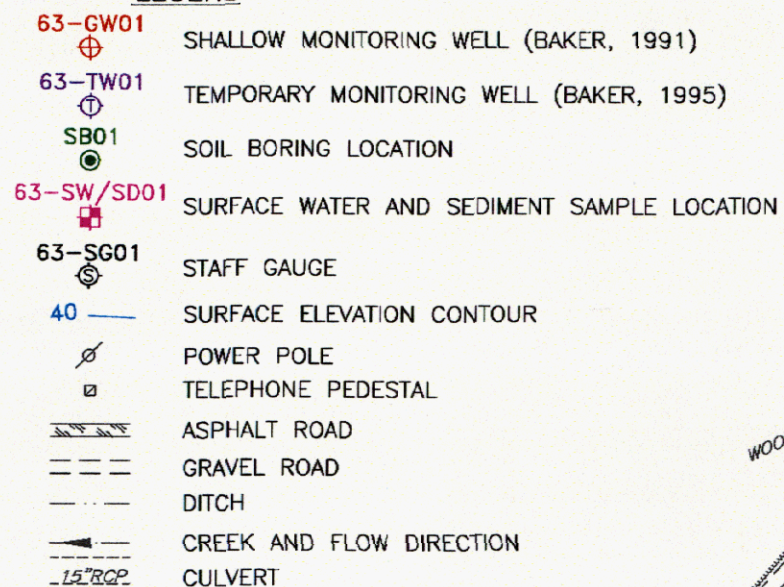 63-GW01
SHALLOW MONITORING WELL (BAKER, 1991)
63-TW01
TEMPORARY MONITORING WELL (BAKER, 1995)
SB01
SOIL BORING LOCATION
63-SW/SD01
SURFACE WATER AND SEDIMENT SAMPLE LOCATION
63-SG01
STAFF GAUGE
40
SURFACE ELEVATION CONTOUR
POWER POLE
TELEPHONE PEDESTAL
ASPHALT ROAD
GRAVEL ROAD
DITCH
CREEK AND FLOW DIRECTION
15"RCP
CULVERT